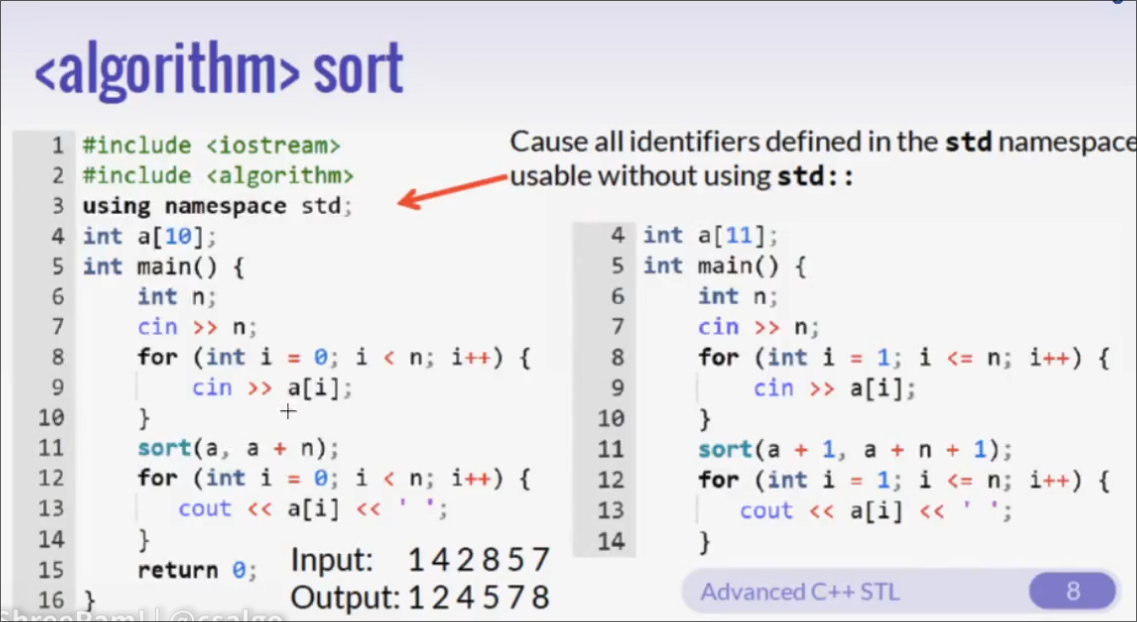 <algorithm> sort
Cause all identifiers defined in the std namespace
usable without using std::
1 #include <iostream>
2 #include <algorithm>
3 using namespace std;
4 int a[10];
5 int main() {
6 int n;
7 cin >> n;
8 for (int i = 0; i < n; i++) {
9 cin >> a[i];
10 }
11 sort(a, a + n);
12 for (int i = 0; i < n; i++) {
13 cout << a[i] << ' ';
14 }
15 return 0;
16 }
4 int a[11];
5 int main() {
6 int n;
7 cin >> n;
8 for (int i = 1; i <= n; i++) {
9 cin >> a[i];
10 }
11 sort(a + 1, a + n + 1);
12 for (int i = 1; i <= n; i++) {
13 cout << a[i] << ' ';
14 }
Input: 1 4 2 8 5 7
Output: 1 2 4 5 7 8
Advanced C++ STL 8